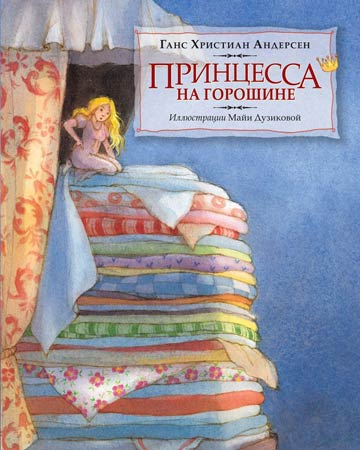 Ганс Христиан Андерсен
Принцесса
на горошине
Иллюстрации Майи Дузиковой